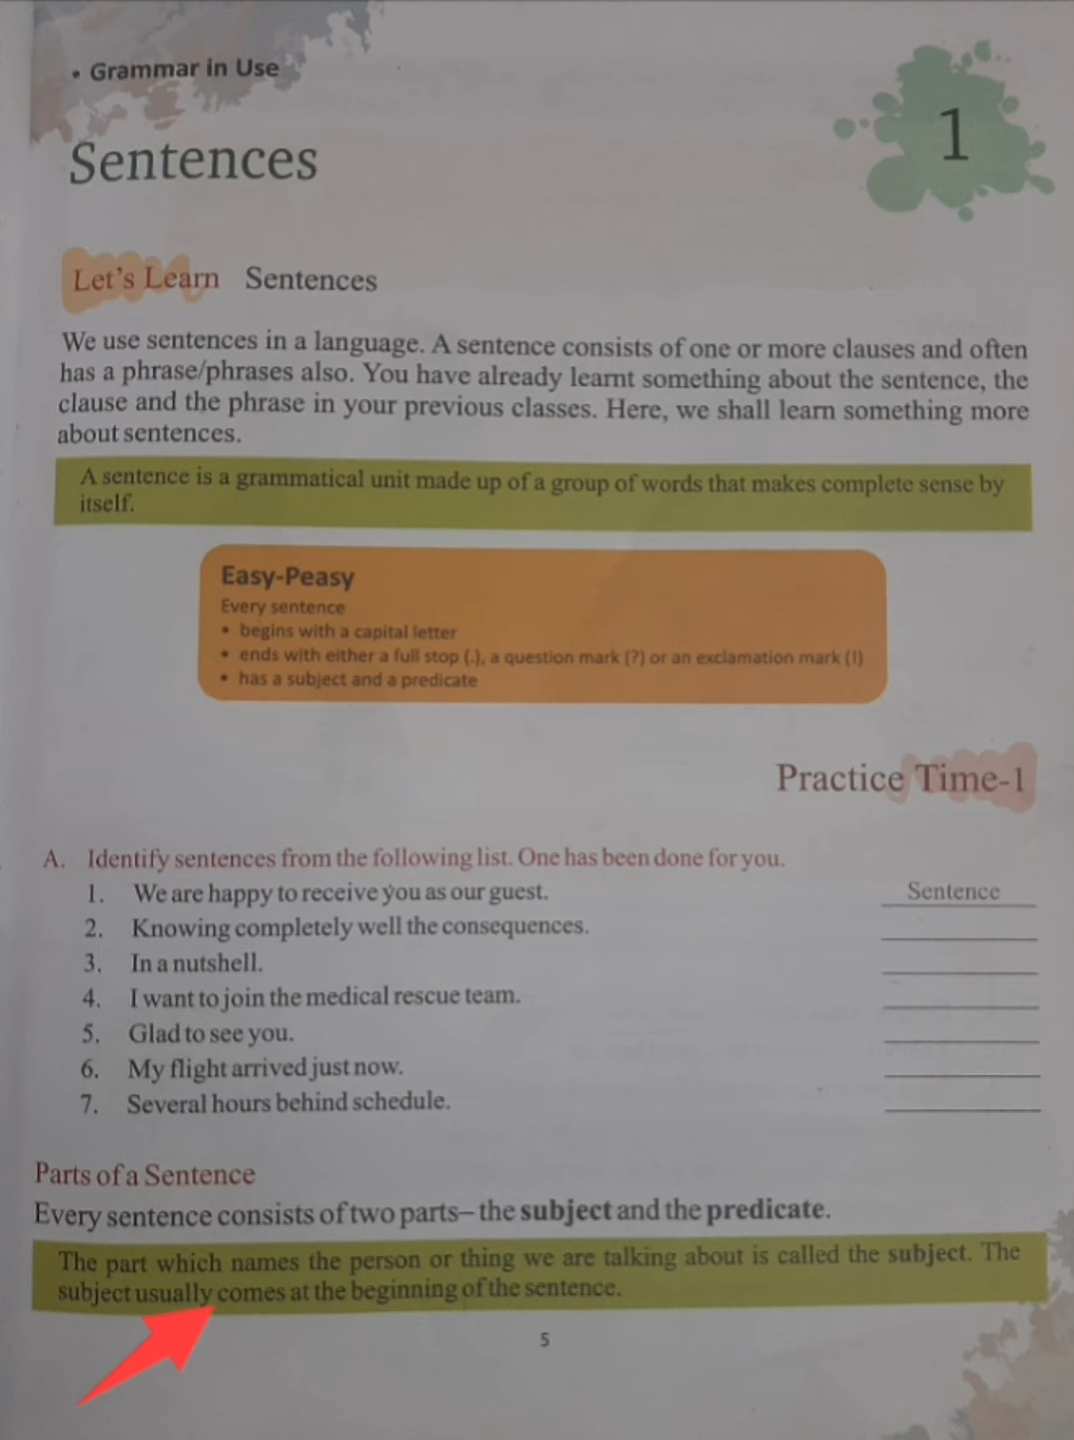 • Grammar in Use
1
Sentences
Let's Learn Sentences
We use sentences in a language. A sentence consists of one or more clauses and often
has a phrase/phrases also. You have already learnt something about the sentence, the
clause and the phrase in your previous classes. Here, we shall learn something more
about sentences.
A sentence is a grammatical unit made up of a group of words that makes complete sense by
itself.
Easy-Peasy
Every sentence
• begins with a capital letter
• ends with either a full stop (.), a question mark (?) or an exclamation mark (!)
• has a subject and a predicate
Practice Time-1
A. Identify sentences from the following list. One has been done for you.
1. We are happy to receive you as our guest. Sentence
2. Knowing completely well the consequences.
3. In a nutshell.
4. I want to join the medical rescue team.
5. Glad to see you.
6. My flight arrived just now.
7. Several hours behind schedule.
Parts of a Sentence
Every sentence consists of two parts– the subject and the predicate.
The part which names the person or thing we are talking about is called the subject. The
subject usually comes at the beginning of the sentence.
5